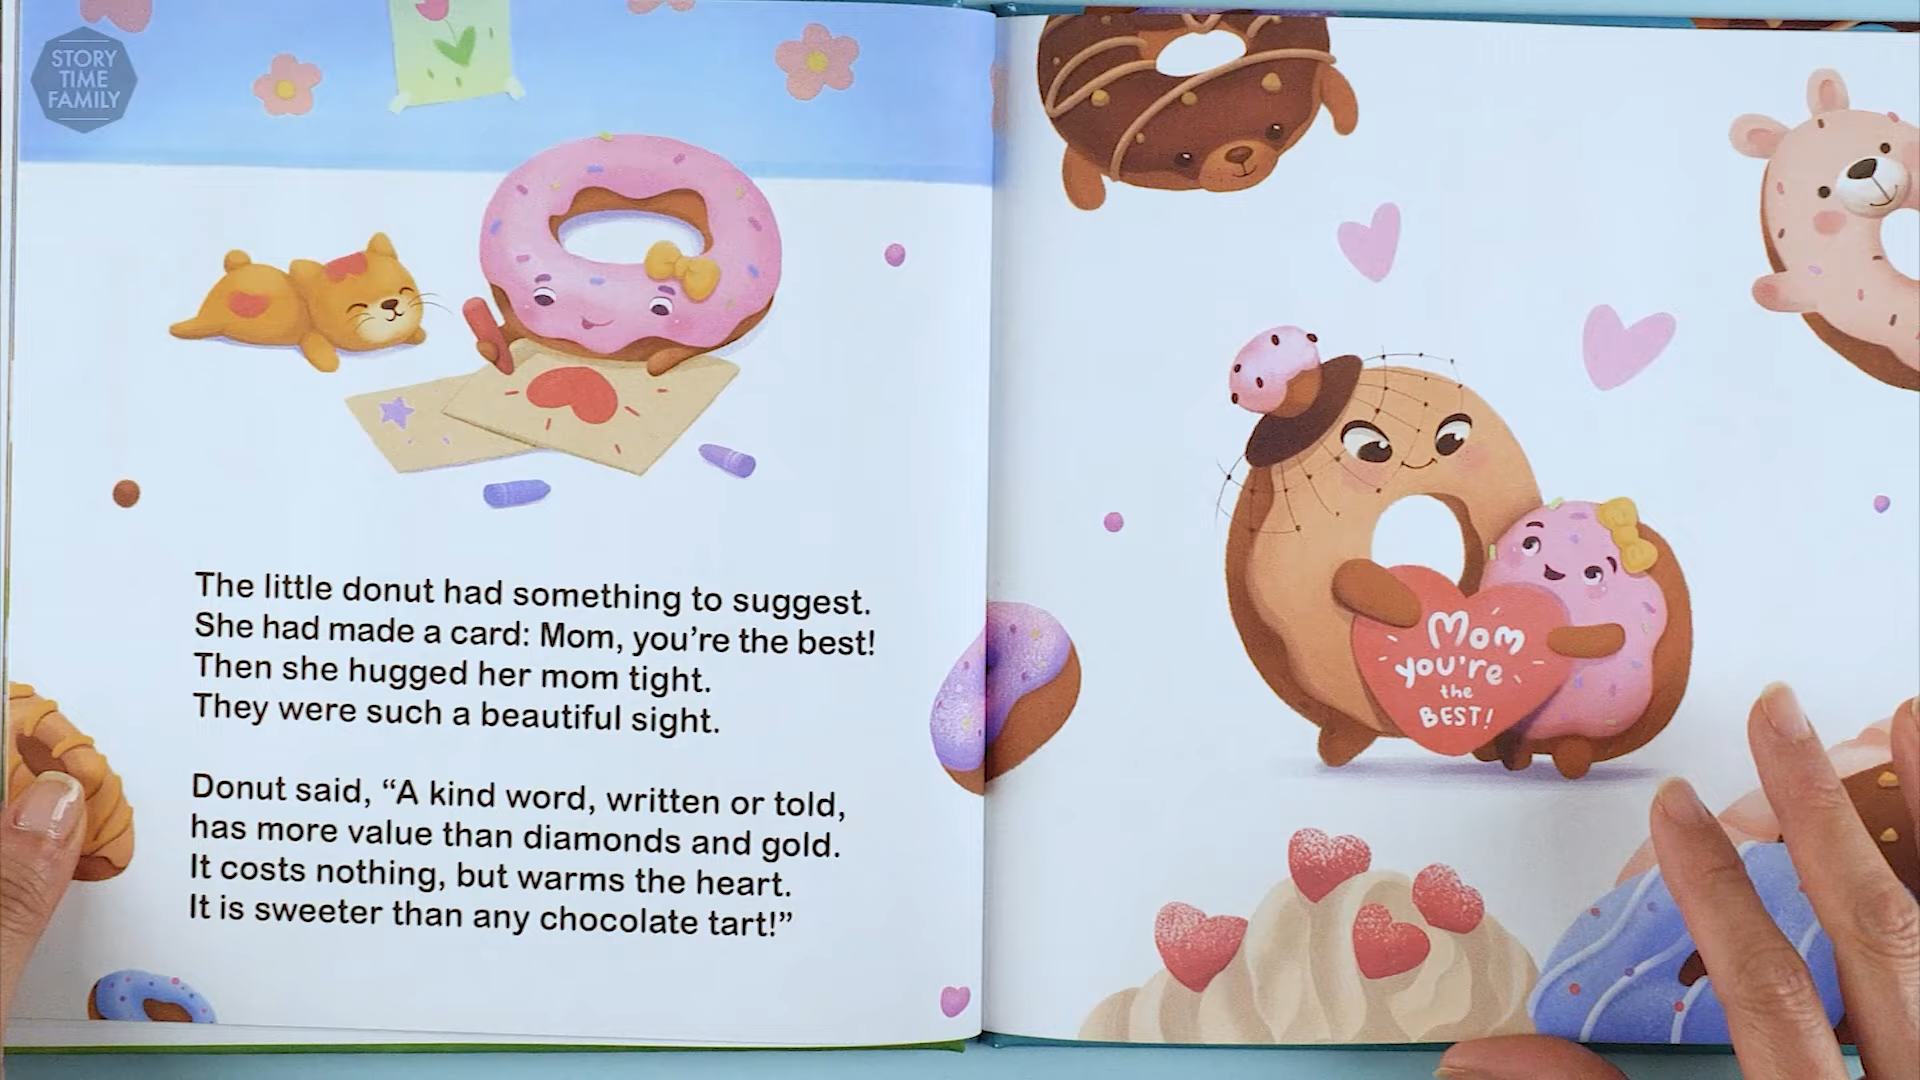 STORY
TIME
FAMILY
The little donut had something to suggest.
She had made a card: Mom, you're the best!
Then she hugged her mom tight.
They were such a beautiful sight.
Donut said, “A kind word, written or told,
has more value than diamonds and gold.
It costs nothing, but warms the heart.
It is sweeter than any chocolate tart!”
Mom
you're
the
BEST!